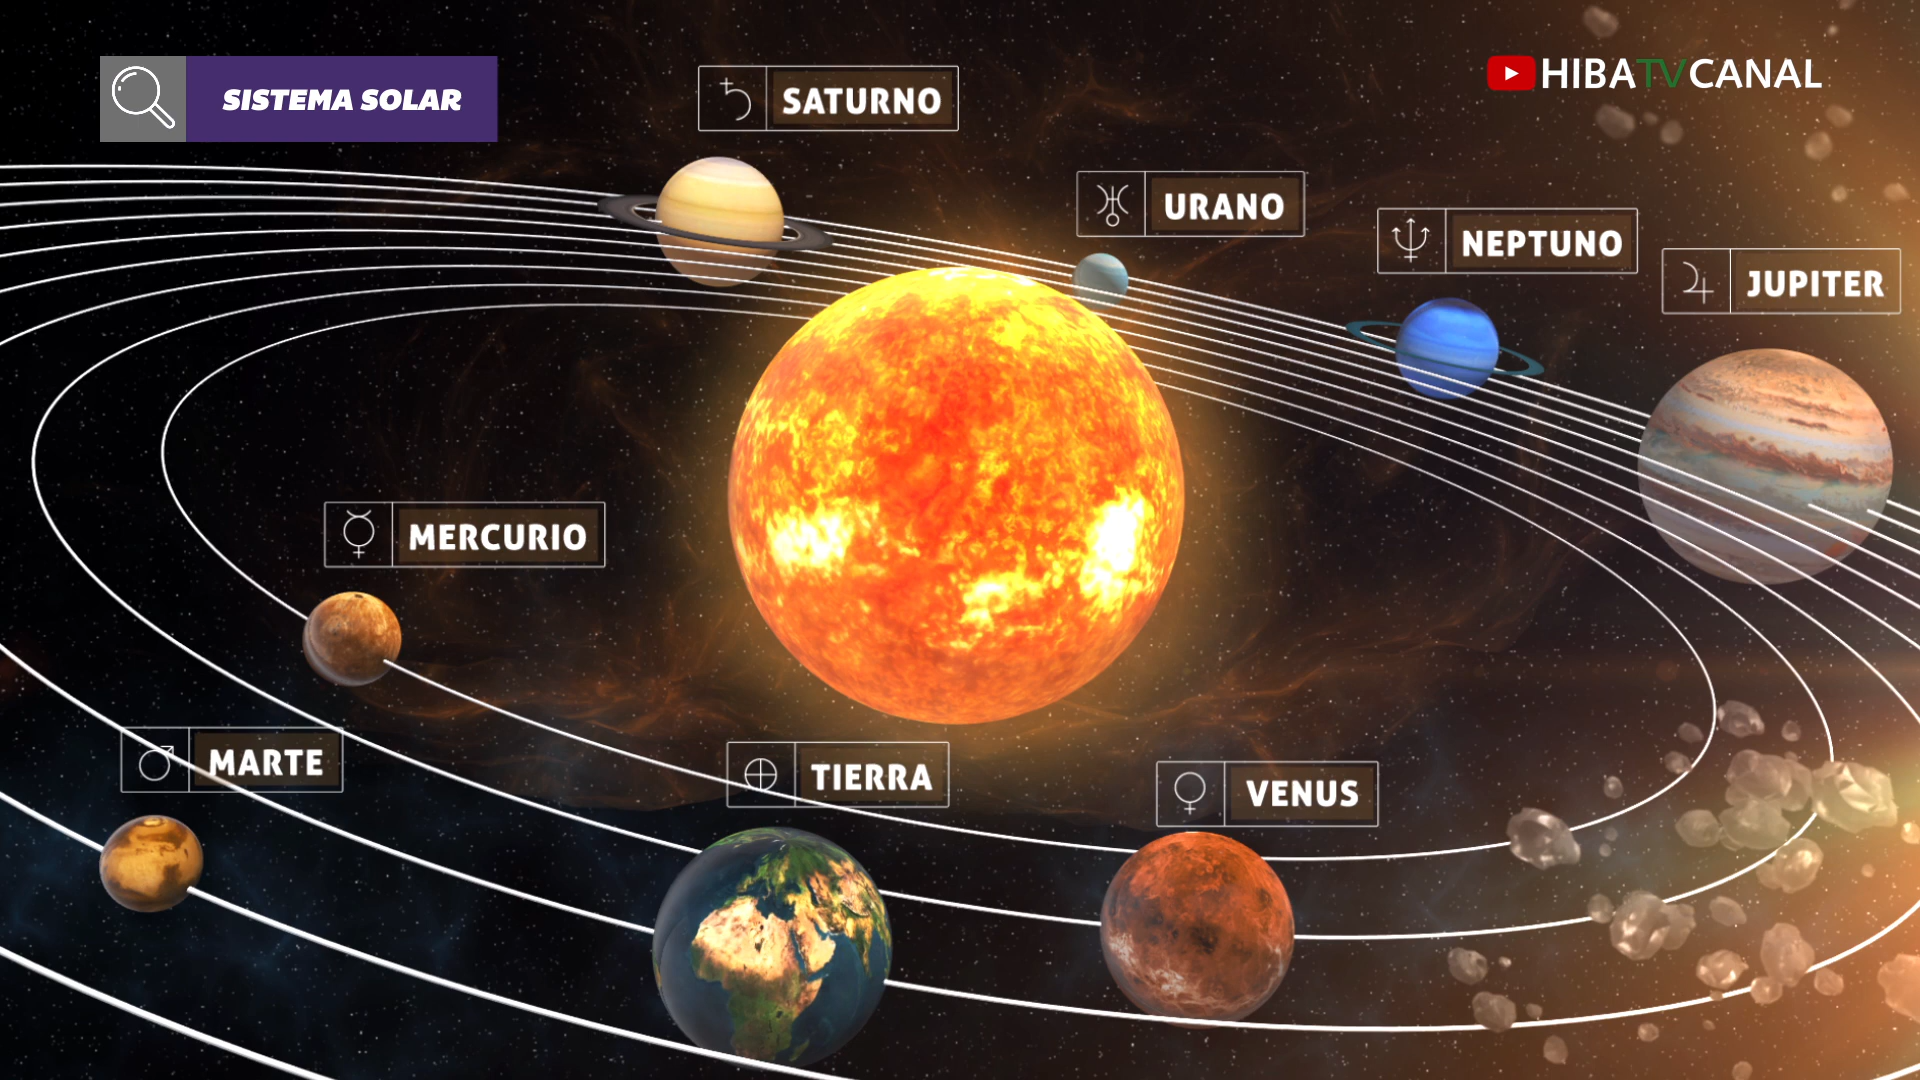 SISTEMA SOLAR
HIBATVCANAL
SATURNO
URANO
NEPTUNO
JUPITER
MERCURIO
MARTE
TIERRA
VENUS